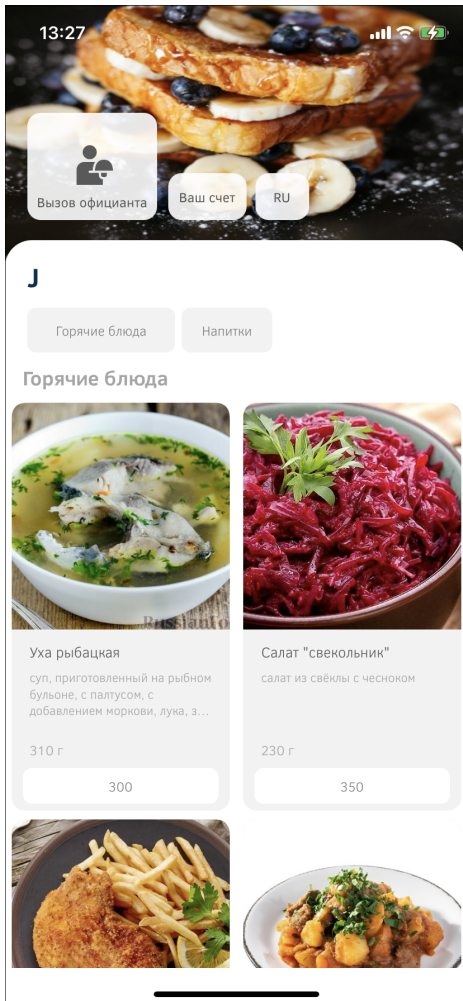 13:27
Вызов официанта
Ваш счет
RU
J
Горячие блюда
Напитки
Горячие блюда
Уха рыбацкая
суп, приготовленный на рыбном
бульоне, с палтусом, с
добавлением моркови, лука, з...
310 г
300
Салат "свекольник"
салат из свёклы с чесноком
230 г
350